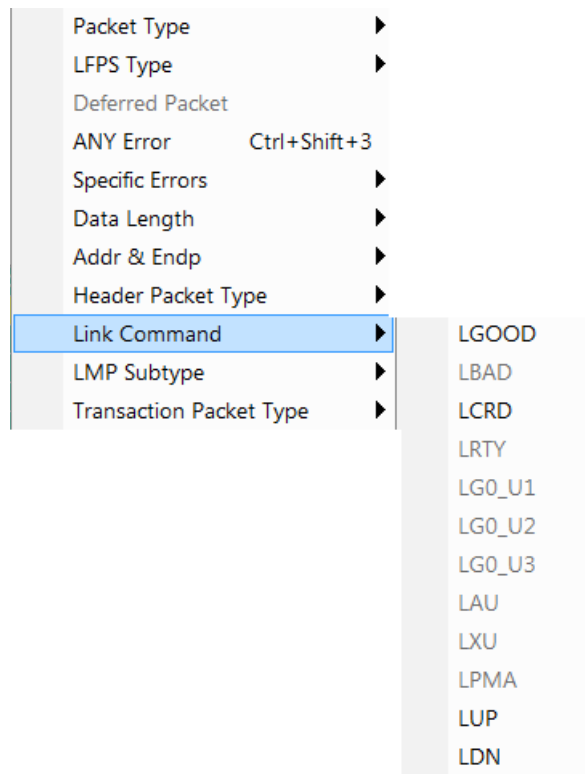 Packet Type
LFPS Type
Deferred Packet
ANY Error Ctrl+Shift+3
Specific Errors
Data Length
Addr & Endp
Header Packet Type
Link Command
LMP Subtype
Transaction Packet Type
LGOOD
LBAD
LCRD
LRTY
LG0_U1
LG0_U2
LG0_U3
LAU
LXU
LPMA
LUP
LDN